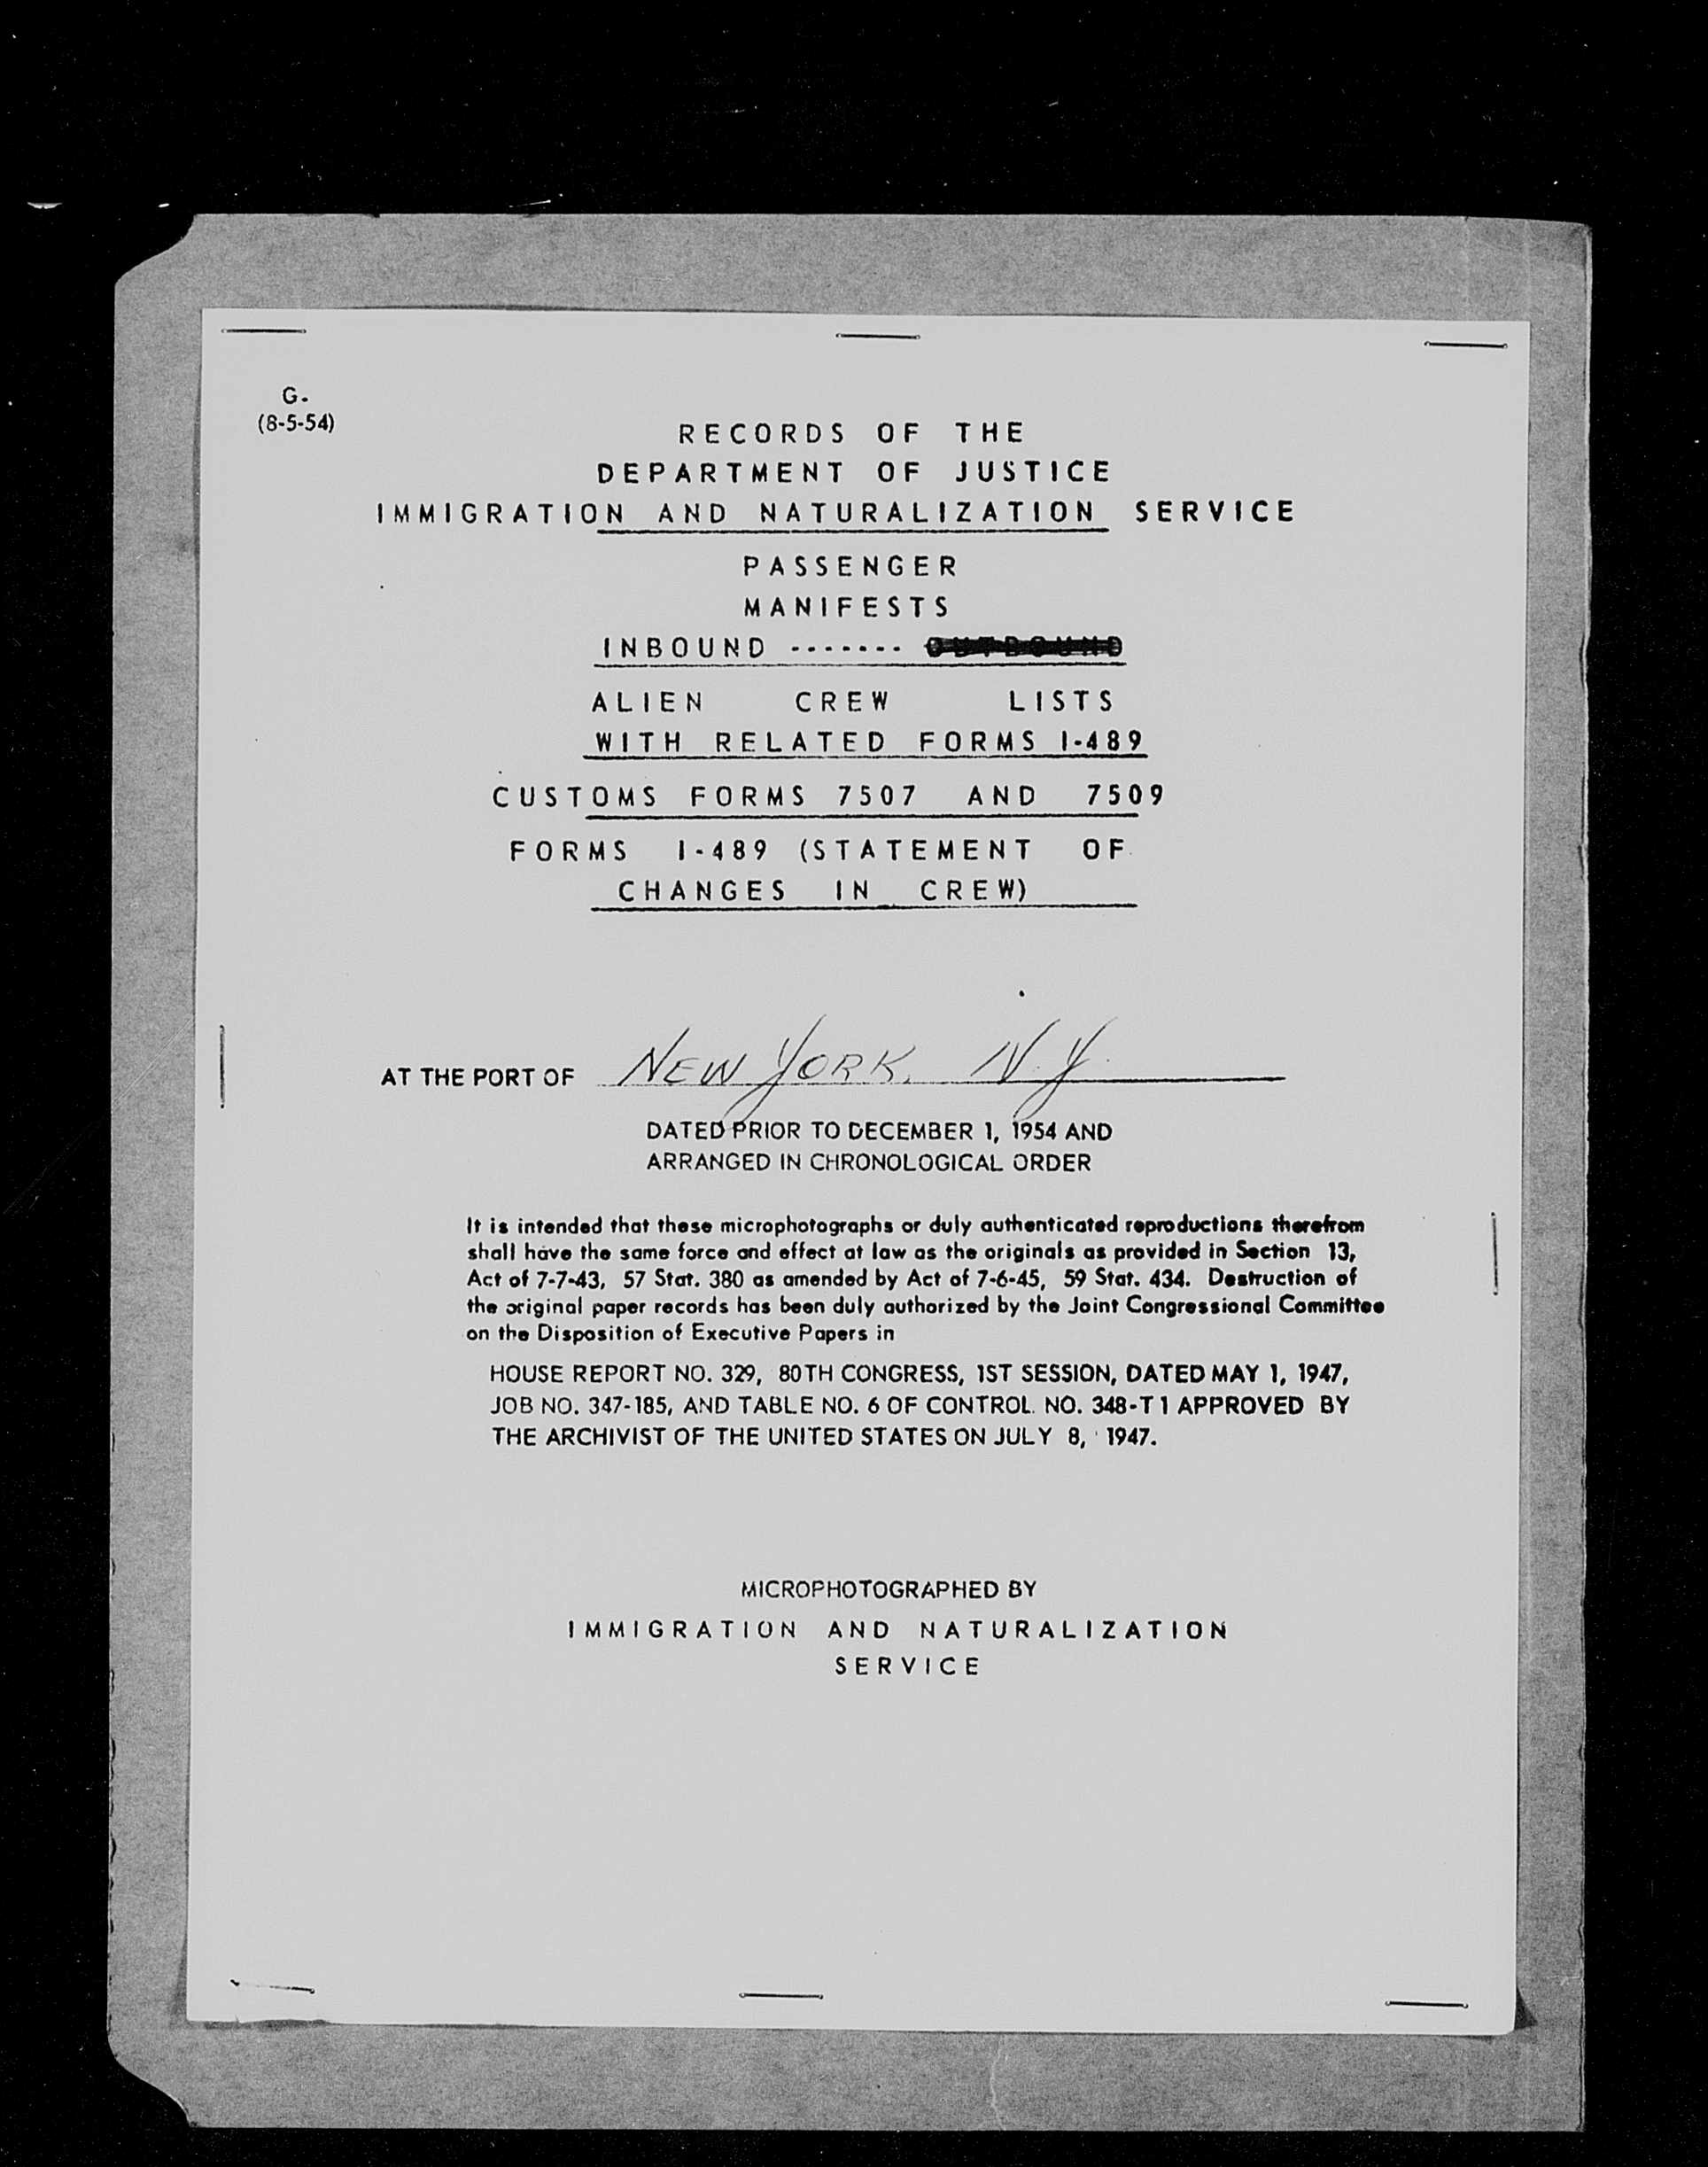 G.
(8-5-54)
RECORDS OF THE
DEPARTMENT OF JUSTICE
IMMIGRATION AND NATURALIZATION SERVICE
PASSENGER
MANIFESTS
INBOUND ------- OUTBOUND
ALIEN CREW LISTS
WITH RELATED FORMS I-489
CUSTOMS FORMS 7507 AND 7509
FORMS I-489 (STATEMENT OF
CHANGES IN CREW)
AT THE PORT OF NEW YORK, N.Y.
DATED PRIOR TO DECEMBER 1, 1954 AND
ARRANGED IN CHRONOLOGICAL ORDER
It is intended that these microphotographs or duly authenticated reproductions therefrom
shall have the same force and effect at law as the originals as provided in Section 13,
Act of 7-7-43, 57 Stat. 380 as amended by Act of 7-6-45, 59 Stat. 434. Destruction of
the original paper records has been duly authorized by the Joint Congressional Committee
on the Disposition of Executive Papers in
HOUSE REPORT NO. 329, 80TH CONGRESS, 1ST SESSION, DATED MAY 1, 1947,
JOB NO. 347-185, AND TABLE NO. 6 OF CONTROL NO. 348-T1 APPROVED BY
THE ARCHIVIST OF THE UNITED STATES ON JULY 8, 1947.
MICROPHOTOGRAPHED BY
IMMIGRATION AND NATURALIZATION
SERVICE